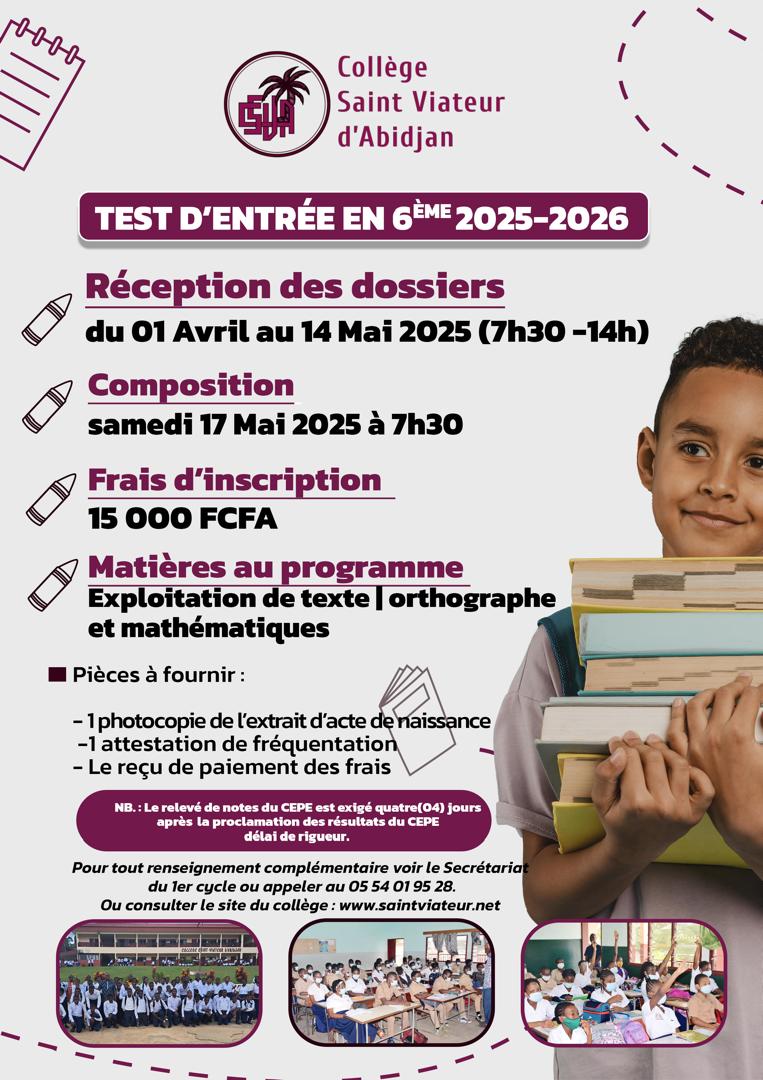 CSVA
Collège
Saint Viateur
d'Abidjan
TEST D'ENTRÉE EN 6ÈME 2025-2026
Réception des dossiers
du 01 Avril au 14 Mai 2025 (7h30 -14h)
Composition
samedi 17 Mai 2025 à 7h30
Frais d'inscription
15 000 FCFA
Matières au programme
Exploitation de texte | orthographe
et mathématiques
Pièces à fournir :
- 1 photocopie de l'extrait d'acte de naissance
-1 attestation de fréquentation
- Le reçu de paiement des frais
NB. : Le relevé de notes du CEPE est exigé quatre(04) jours
après la proclamation des résultats du CEPE
délai de rigueur.
Pour tout renseignement complémentaire voir le Secrétariat
du 1er cycle ou appeler au 05 54 01 95 28.
Ou consulter le site du collège : www.saintviateur.net
COLLEGE SAINT VIATEUR D'ABIDJAN